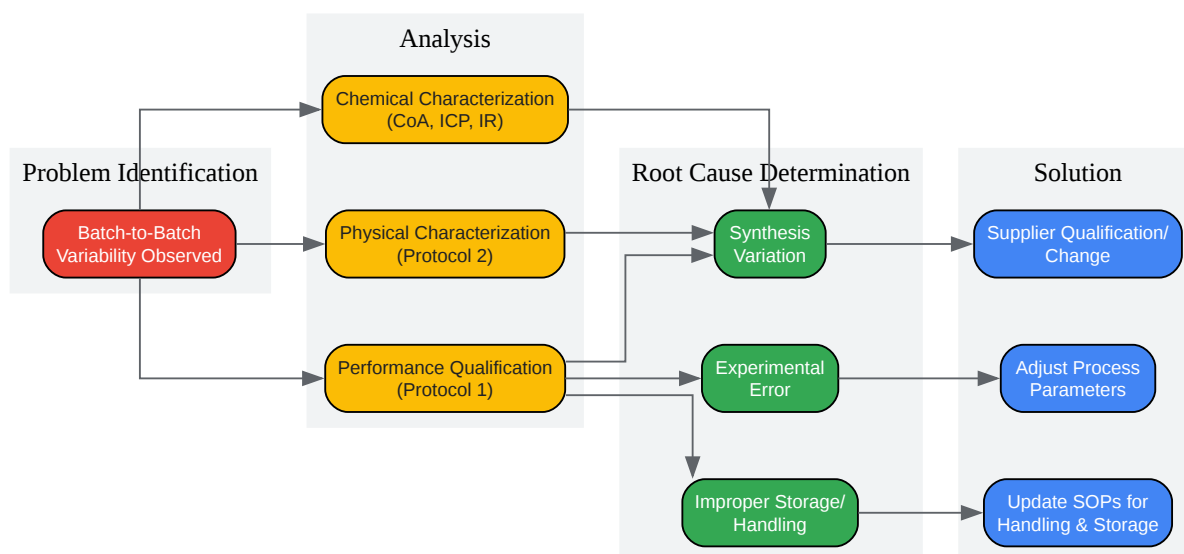 Analysis
Chemical Characterization
(CoA, ICP, IR)
Problem Identification
Root Cause Determination
Solution
Batch-to-Batch
Variability Observed
Physical Characterization
(Protocol 2)
Synthesis
Variation
Supplier Qualification/
Change
Performance Qualification
(Protocol 1)
Experimental
Error
Adjust Process
Parameters
Improper Storage/
Handling
Update SOPs for
Handling & Storage